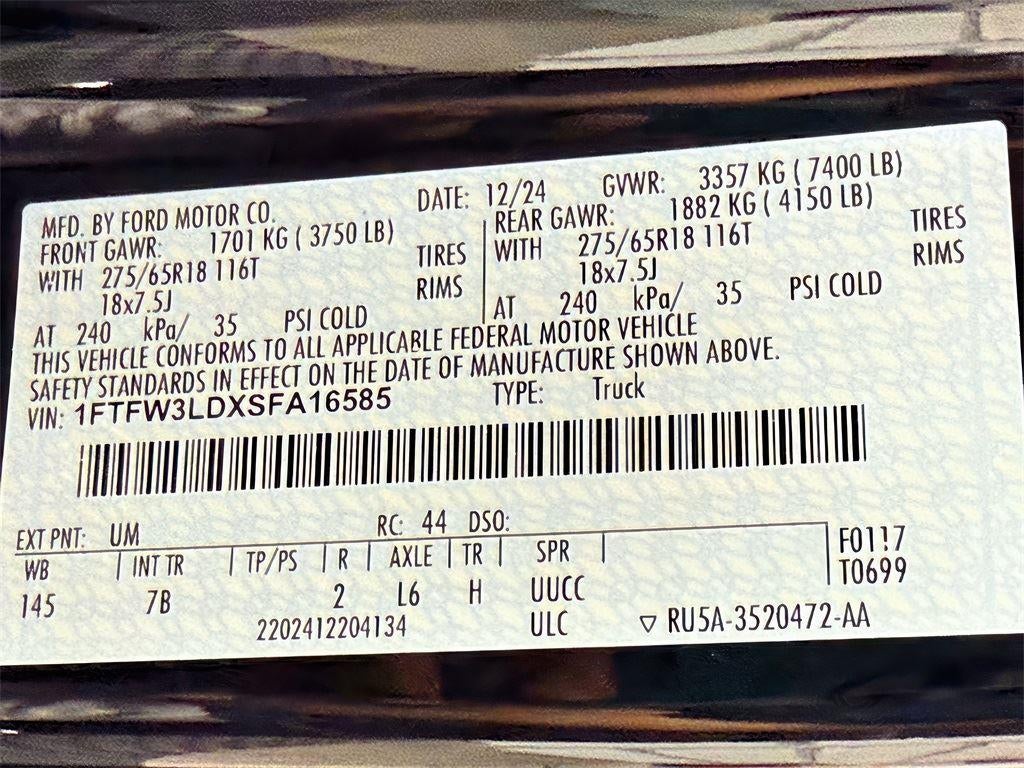 MFD. BY FORD MOTOR CO. DATE: 12/24 GVWR: 3357 KG ( 7400 LB)
FRONT GAWR: 1701 KG ( 3750 LB) REAR GAWR: 1882 KG ( 4150 LB)
WITH 275/65R18 116T TIRES WITH 275/65R18 116T TIRES
18x7.5J RIMS 18x7.5J RIMS
AT 240 kPa/ 35 PSI COLD AT 240 kPa/ 35 PSI COLD
THIS VEHICLE CONFORMS TO ALL APPLICABLE FEDERAL MOTOR VEHICLE
SAFETY STANDARDS IN EFFECT ON THE DATE OF MANUFACTURE SHOWN ABOVE.
VIN: 1FTFW3LDXSFA16585 TYPE: Truck
EXT PNT: UM RC: 44 DSO:
WB | INT TR | TP/PS | R | AXLE | TR | SPR | F0117
145 7B 2 L6 H UUCC T0699
2202412204134 ULC ▽ RU5A-3520472-AA